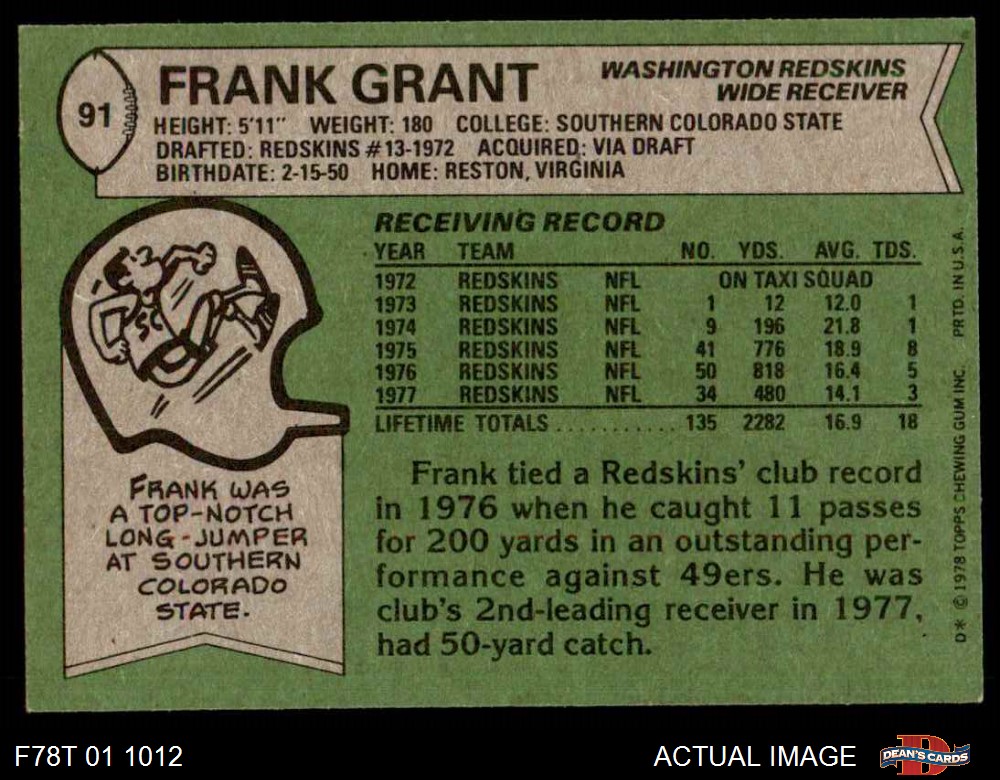 91
FRANK GRANT
WASHINGTON REDSKINS
WIDE RECEIVER
HEIGHT: 5'11" WEIGHT: 180 COLLEGE: SOUTHERN COLORADO STATE
DRAFTED: REDSKINS #13-1972 ACQUIRED: VIA DRAFT
BIRTHDATE: 2-15-50 HOME: RESTON, VIRGINIA
SC
FRANK WAS
A TOP-NOTCH
LONG-JUMPER
AT SOUTHERN
COLORADO
STATE.
RECEIVING RECORD
YEAR TEAM NO. YDS. AVG. TDS.
1972 REDSKINS NFL ON TAXI SQUAD
1973 REDSKINS NFL 1 12 12.0 1
1974 REDSKINS NFL 9 196 21.8 1
1975 REDSKINS NFL 41 776 18.9 8
1976 REDSKINS NFL 50 818 16.4 5
1977 REDSKINS NFL 34 480 14.1 3
LIFETIME TOTALS ........... 135 2282 16.9 18
Frank tied a Redskins' club record
in 1976 when he caught 11 passes
for 200 yards in an outstanding per-
formance against 49ers. He was
club's 2nd-leading receiver in 1977,
had 50-yard catch.
D* © 1978 TOPPS CHEWING GUM INC. PRTD. IN U.S.A.
F78T 01 1012
ACTUAL IMAGE
D
DEAN'S CARDS